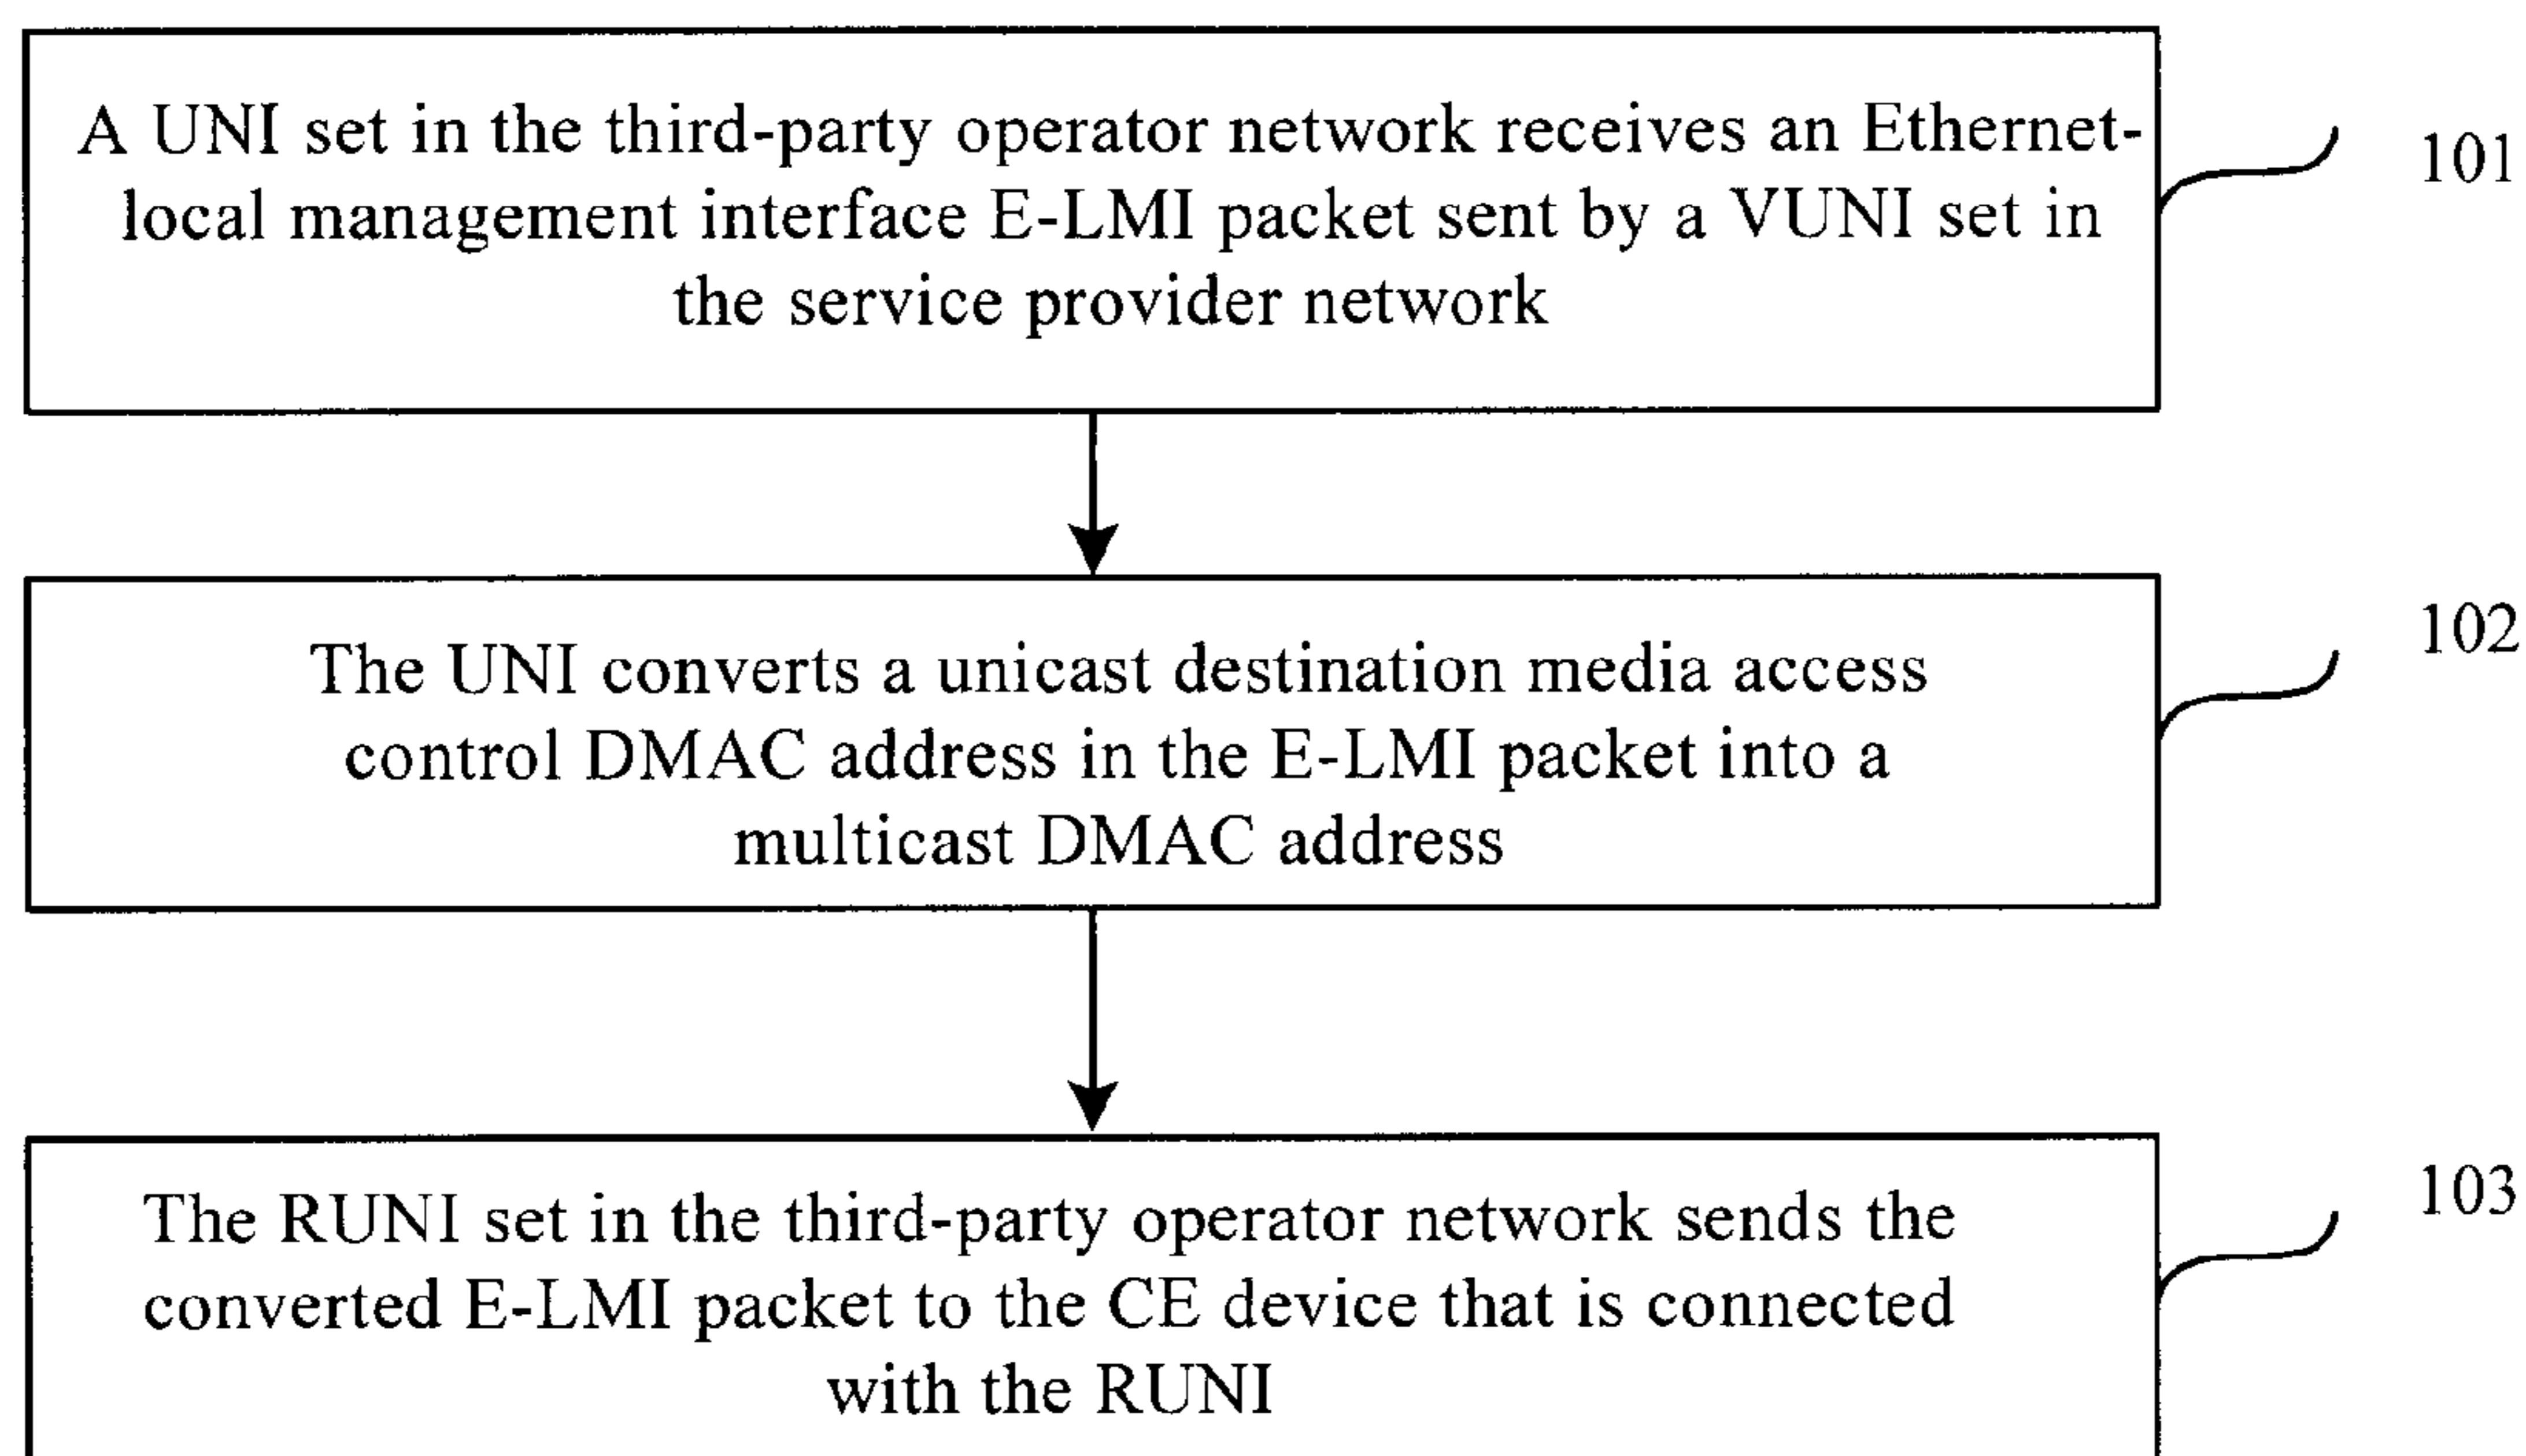 A UNI set in the third-party operator network receives an Ethernet-
local management interface E-LMI packet sent by a VUNI set in
the service provider network
101
The UNI converts a unicast destination media access
control DMAC address in the E-LMI packet into a
multicast DMAC address
102
The RUNI set in the third-party operator network sends the
converted E-LMI packet to the CE device that is connected
with the RUNI
103